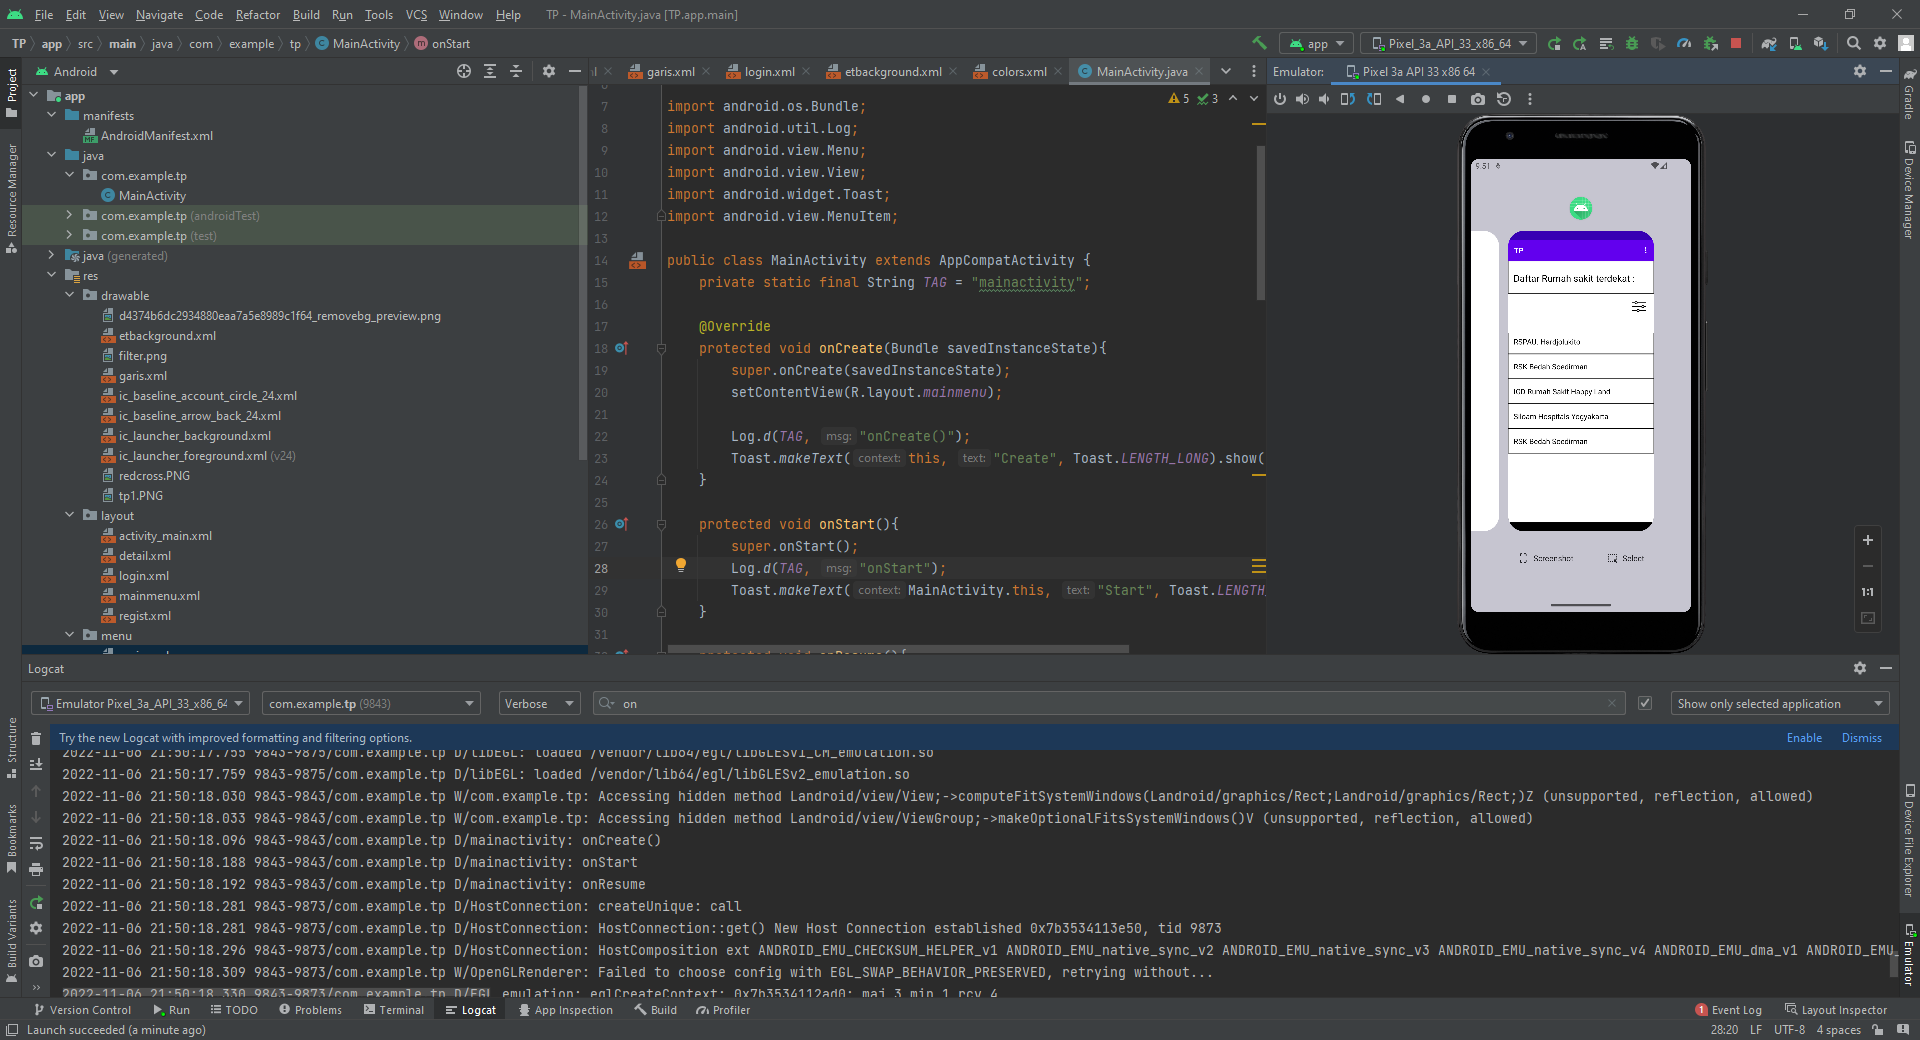 File Edit View Navigate Code Refactor Build Run Tools VCS Window Help TP - MainActivity.java [TP.app.main]
TP app src main java com example tp MainActivity onStart
app Pixel_3a_API_33_x86_64
Android
garis.xml login.xml etbackground.xml colors.xml MainActivity.java
Emulator: Pixel 3a API 33 x86 64
Project
Resource Manager
Structure
Bookmarks
Build Variants
Gradle
Device Manager
Device File Explorer
Emulator
app
manifests
AndroidManifest.xml
java
com.example.tp
MainActivity
com.example.tp (androidTest)
com.example.tp (test)
java (generated)
res
drawable
d4374b6dc2934880eaa7a5e8989c1f64_removebg_preview.png
etbackground.xml
filter.png
garis.xml
ic_baseline_account_circle_24.xml
ic_baseline_arrow_back_24.xml
ic_launcher_background.xml
ic_launcher_foreground.xml (v24)
redcross.PNG
tp1.PNG
layout
activity_main.xml
detail.xml
login.xml
mainmenu.xml
regist.xml
menu
5 3
7 import android.os.Bundle;
8 import android.util.Log;
9 import android.view.Menu;
10 import android.view.View;
11 import android.widget.Toast;
12 import android.view.MenuItem;
13
14 public class MainActivity extends AppCompatActivity {
15 private static final String TAG = "mainactivity";
16
17 @Override
18 protected void onCreate(Bundle savedInstanceState){
19 super.onCreate(savedInstanceState);
20 setContentView(R.layout.mainmenu);
21
22 Log.d(TAG, msg: "onCreate()");
23 Toast.makeText( context: this, text: "Create", Toast.LENGTH_LONG).show(
24 }
25
26 protected void onStart(){
27 super.onStart();
28 Log.d(TAG, msg: "onStart");
29 Toast.makeText( context: MainActivity.this, text: "Start", Toast.LENGTH_
30 }
31
protected void onResume(){
9:51
TP
Daftar Rumah sakit terdekat :
RSPAU. Hardjolukito
RSK Bedah Soedirman
IGD Rumah Sakit Happy Land
Siloam Hospitals Yogyakarta
RSK Bedah Soedirman
Screenshot Select
1:1
Logcat
Emulator Pixel_3a_API_33_x86_64 com.example.tp (9843) Verbose on Show only selected application
Try the new Logcat with improved formatting and filtering options. Enable Dismiss
2022-11-06 21:50:17.755 9843-9875/com.example.tp D/libEGL: loaded /vendor/lib64/egl/libGLESv1_CM_emulation.so
2022-11-06 21:50:17.759 9843-9875/com.example.tp D/libEGL: loaded /vendor/lib64/egl/libGLESv2_emulation.so
2022-11-06 21:50:18.030 9843-9843/com.example.tp W/com.example.tp: Accessing hidden method Landroid/view/View;->computeFitSystemWindows(Landroid/graphics/Rect;Landroid/graphics/Rect;)Z (unsupported, reflection, allowed)
2022-11-06 21:50:18.033 9843-9843/com.example.tp W/com.example.tp: Accessing hidden method Landroid/view/ViewGroup;->makeOptionalFitsSystemWindows()V (unsupported, reflection, allowed)
2022-11-06 21:50:18.096 9843-9843/com.example.tp D/mainactivity: onCreate()
2022-11-06 21:50:18.188 9843-9843/com.example.tp D/mainactivity: onStart
2022-11-06 21:50:18.192 9843-9843/com.example.tp D/mainactivity: onResume
2022-11-06 21:50:18.281 9843-9873/com.example.tp D/HostConnection: createUnique: call
2022-11-06 21:50:18.281 9843-9873/com.example.tp D/HostConnection: HostConnection::get() New Host Connection established 0x7b3534113e50, tid 9873
2022-11-06 21:50:18.296 9843-9873/com.example.tp D/HostConnection: HostComposition ext ANDROID_EMU_CHECKSUM_HELPER_v1 ANDROID_EMU_native_sync_v2 ANDROID_EMU_native_sync_v3 ANDROID_EMU_native_sync_v4 ANDROID_EMU_dma_v1 ANDROID_EMU_
2022-11-06 21:50:18.309 9843-9873/com.example.tp W/OpenGLRenderer: Failed to choose config with EGL_SWAP_BEHAVIOR_PRESERVED, retrying without...
2022-11-06 21:50:18.330 9843-9873/com.example.tp D/EGL_emulation: eglCreateContext: 0x7b3534112ad0: maj 3 min 1 rcv 4
Version Control Run TODO Problems Terminal Logcat App Inspection Build Profiler 1 Event Log Layout Inspector
Launch succeeded (a minute ago) 28:20 LF UTF-8 4 spaces